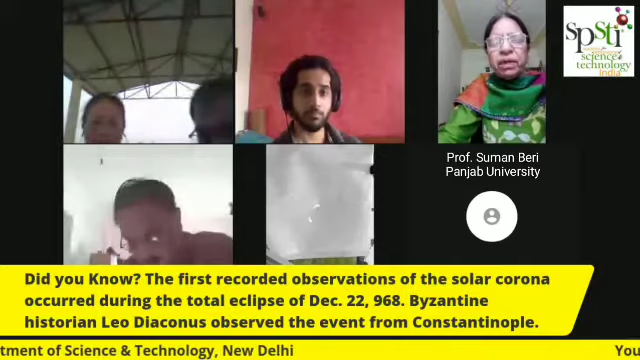 spsti
science
technology
India
Prof. Suman Beri
Panjab University
Did you Know? The first recorded observations of the solar corona
occurred during the total eclipse of Dec. 22, 968. Byzantine
historian Leo Diaconus observed the event from Constantinople.
tment of Science & Technology, New Delhi
You